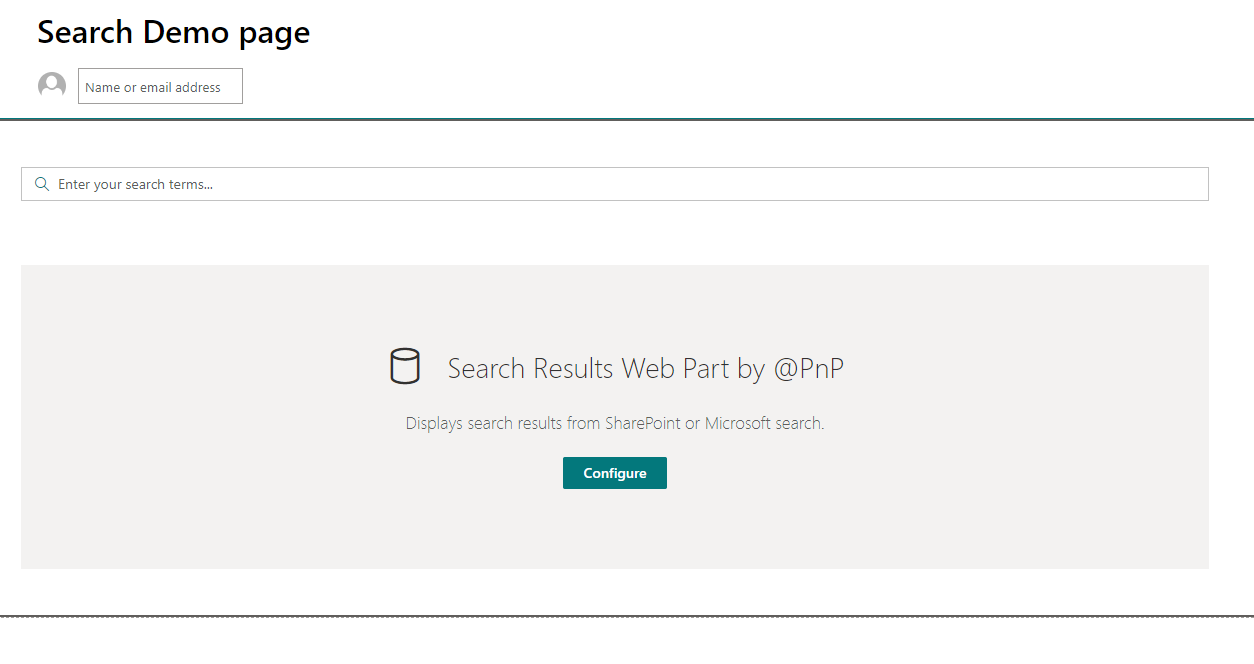 Search Demo page
Name or email address
Enter your search terms...
Search Results Web Part by @PnP
Displays search results from SharePoint or Microsoft search.
Configure